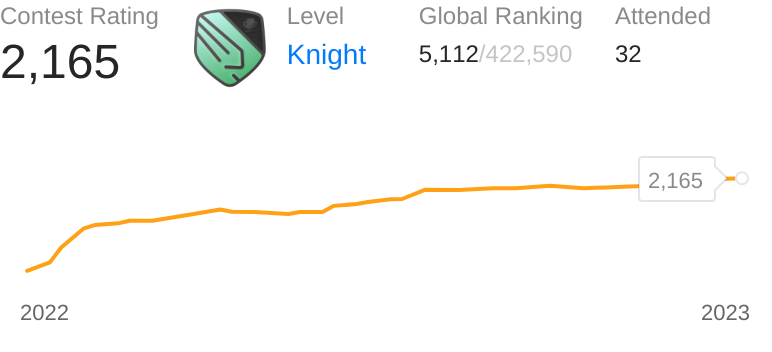 Contest Rating
2,165
Level
Knight
Global Ranking
5,112/422,590
Attended
32
2,165
2022
2023